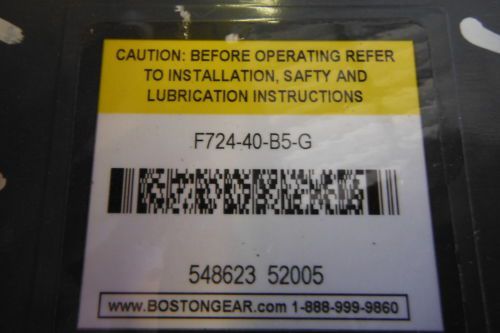 CAUTION: BEFORE OPERATING REFER
TO INSTALLATION, SAFTY AND
LUBRICATION INSTRUCTIONS
F724-40-B5-G
548623 52005
www.BOSTONGEAR.com 1-888-999-9860